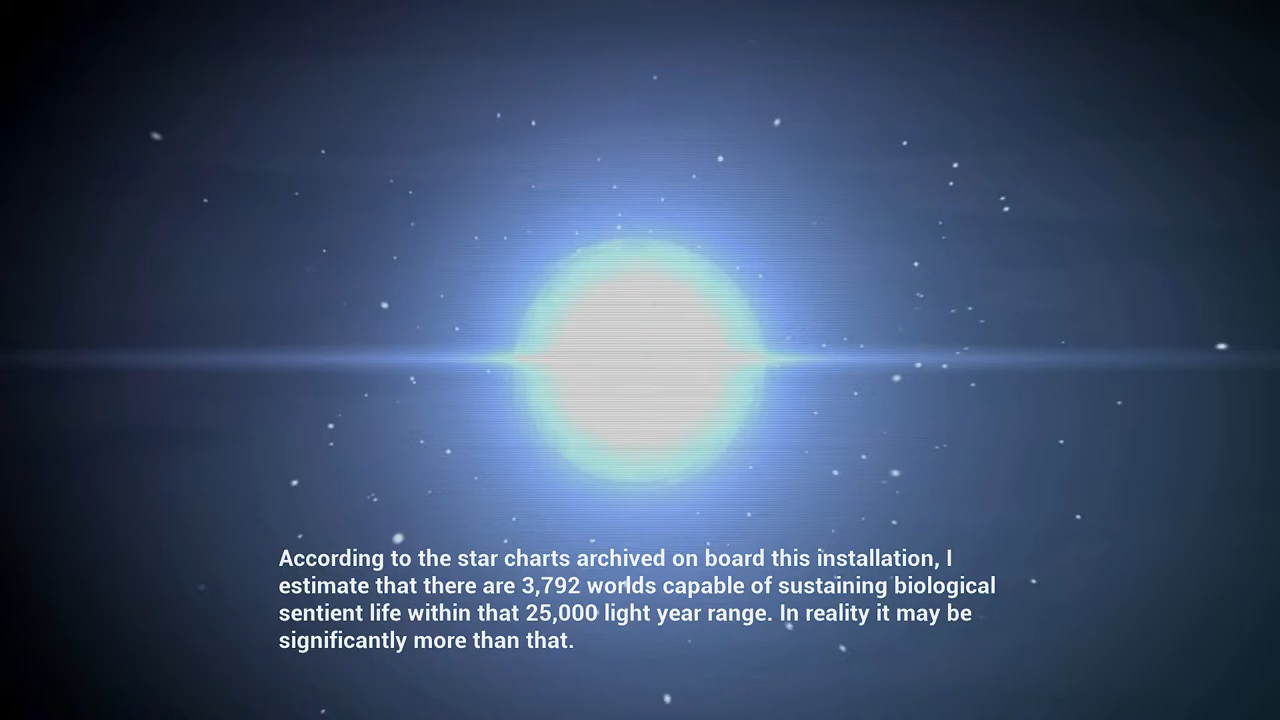 According to the star charts archived on board this installation, I
estimate that there are 3,792 worlds capable of sustaining biological
sentient life within that 25,000 light year range. In reality it may be
significantly more than that.